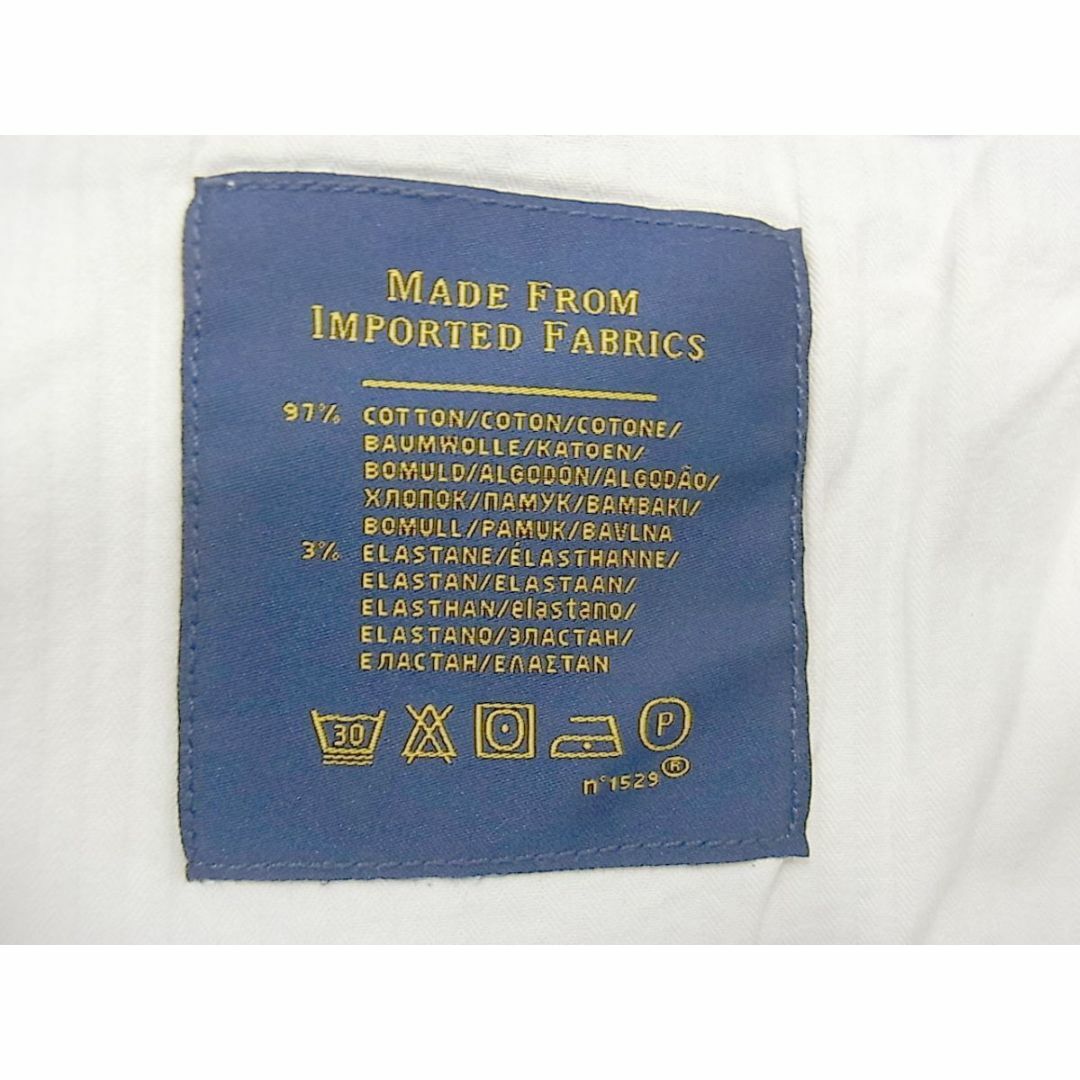 MADE FROM
IMPORTED FABRICS
97% COTTON/COTON/COTONE/
BAUMWOLLE/KATOEN/
BOMULD/ALGODÓN/ALGODÃO/
ХЛОПОК/ПАМУК/BAMBAKI/
BOMULL/PAMUK/BAVLNA
3% ELASTANE/ÉLASTHANNE/
ELASTAN/ELASTAAN/
ELASTHAN/elastano/
ELASTANO/ЭЛАСТАН/
ЕЛАСТАН/ΕΛΑΣΤΑΝ
30
P
n°1529®